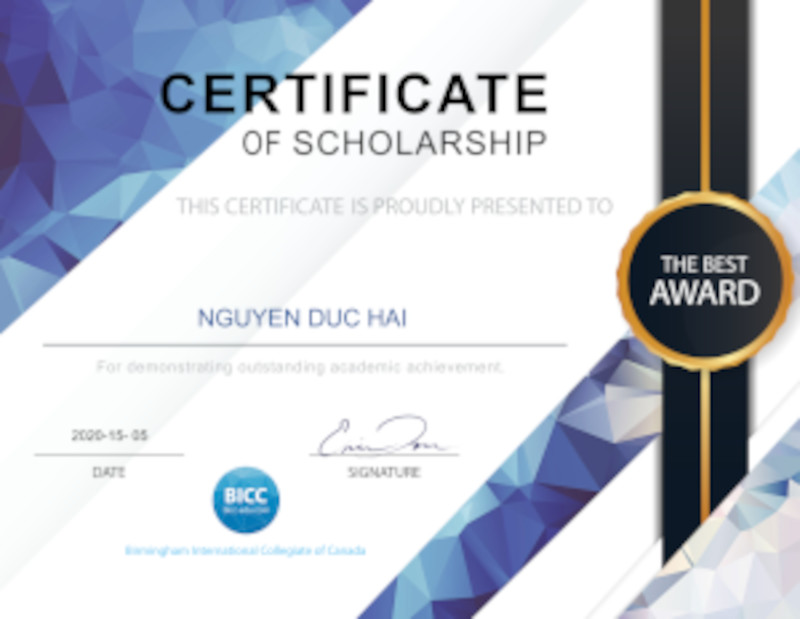 CERTIFICATE
OF SCHOLARSHIP
THIS CERTIFICATE IS PROUDLY PRESENTED TO
THE BEST
AWARD
NGUYEN DUC HAI
For demonstrating outstanding academic achievement.
2020-15- 05
DATE
SIGNATURE
BICC
Birmingham International Collegiate of Canada